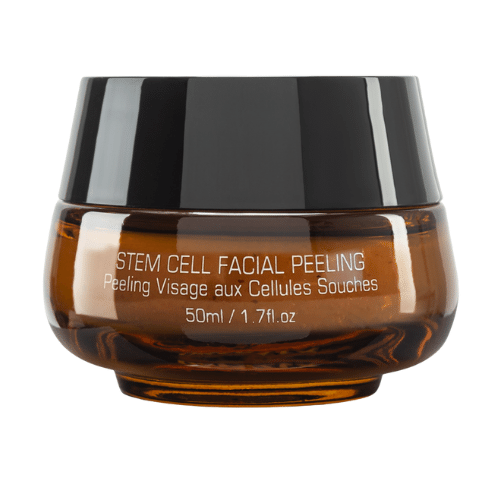 STEM CELL FACIAL PEELING
Peeling Visage aux Cellules Souches
50ml / 1.7fl.oz